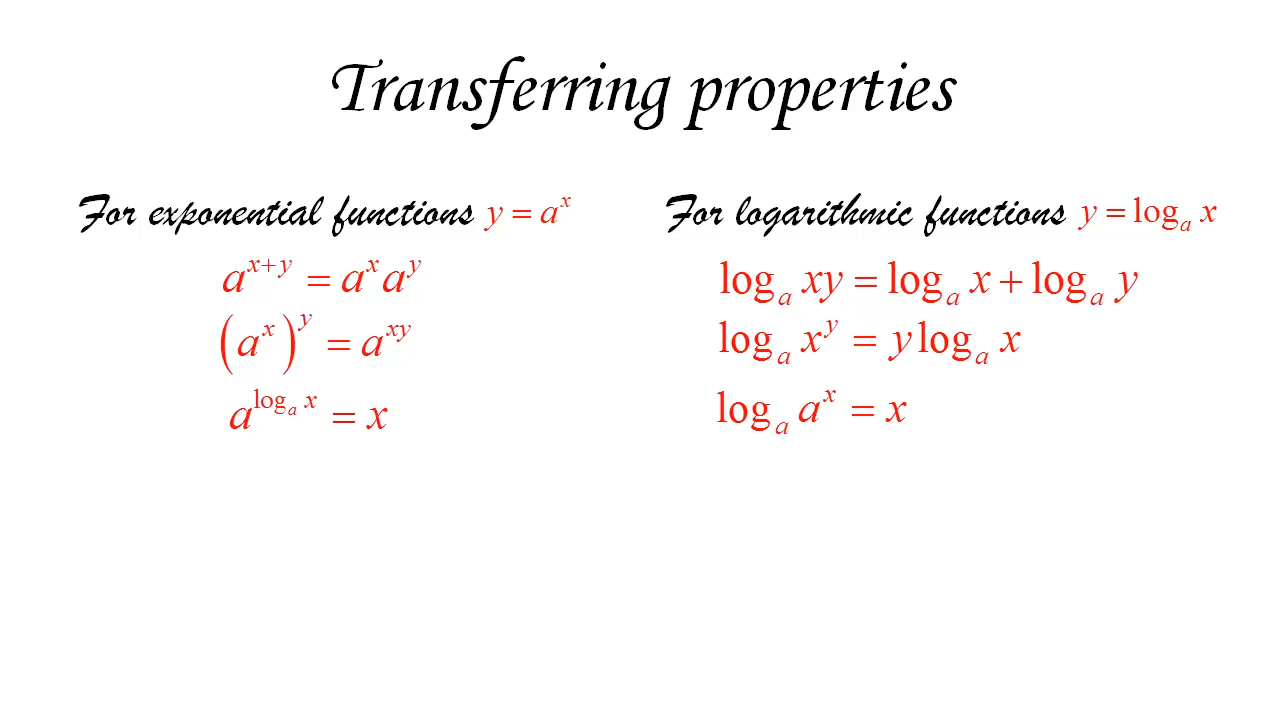 Transferring properties
For exponential functions y = a^x
a^{x+y} = a^x a^y
(a^x)^y = a^{xy}
a^{log_a x} = x
For logarithmic functions y = log_a x
log_a xy = log_a x + log_a y
log_a x^y = y log_a x
log_a a^x = x